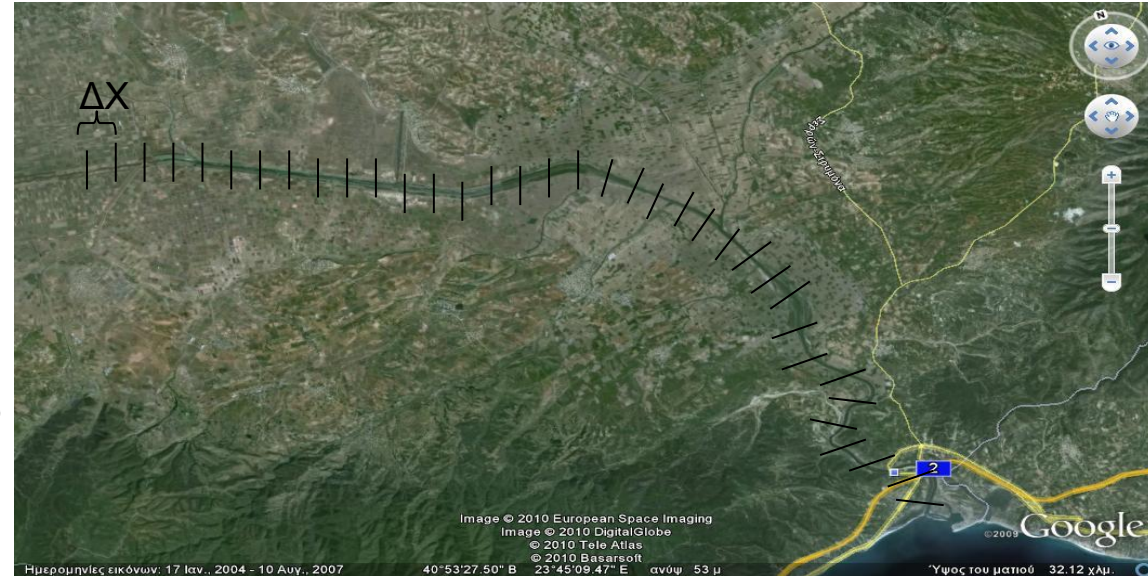 N
ΔΧ
2
Image © 2010 European Space Imaging
Image © 2010 DigitalGlobe
© 2010 Tele Atlas
© 2010 Basarsoft
©2009 Google
Ημερομηνίες εικόνων: 17 Ιαν., 2004 - 10 Αυγ., 2007 40°53'27.50" Β 23°45'09.47" Ε ανύψ 53 μ Ύψος του ματιού 32.12 χλμ.